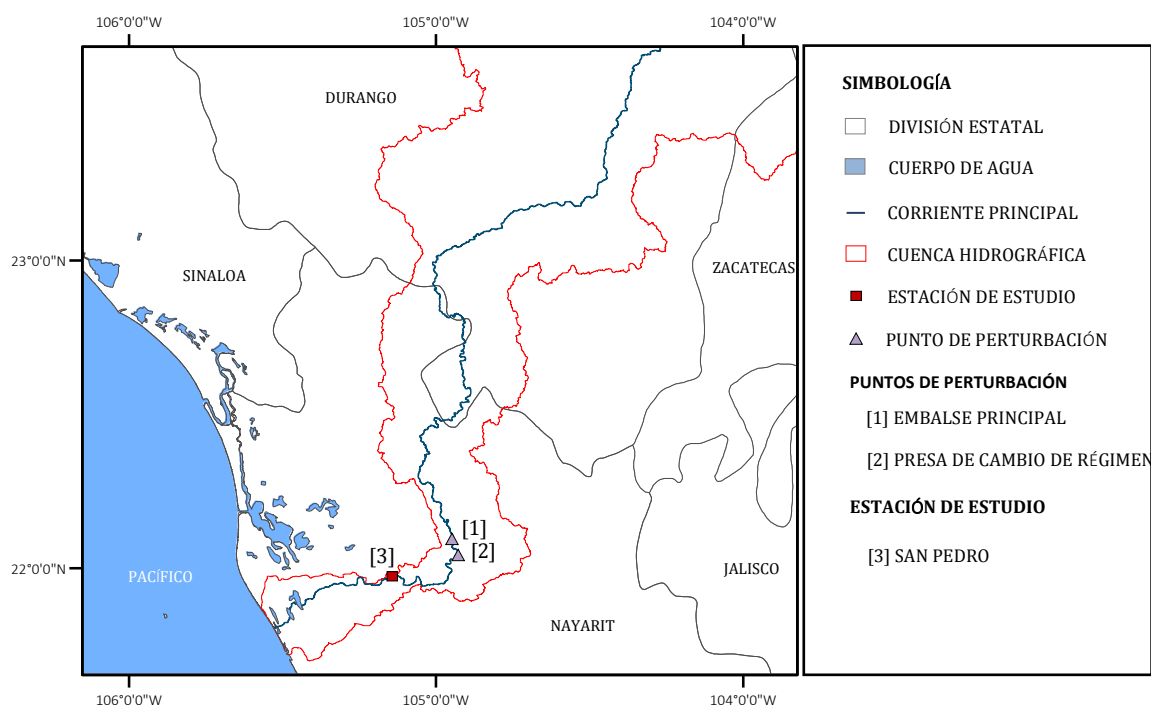 106°0'0"W
105°0'0"W
104°0'0"W
DURANGO
SINALOA
ZACATECAS
23°0'0"N
[1]
[2]
[3]
22°0'0"N
PACÍFICO
JALISCO
NAYARIT
106°0'0"W
105°0'0"W
104°0'0"W
SIMBOLOGÍA
DIVISIÓN ESTATAL
CUERPO DE AGUA
CORRIENTE PRINCIPAL
CUENCA HIDROGRÁFICA
ESTACIÓN DE ESTUDIO
PUNTO DE PERTURBACIÓN
PUNTOS DE PERTURBACIÓN
[1] EMBALSE PRINCIPAL
[2] PRESA DE CAMBIO DE RÉGIMEN
ESTACIÓN DE ESTUDIO
[3] SAN PEDRO